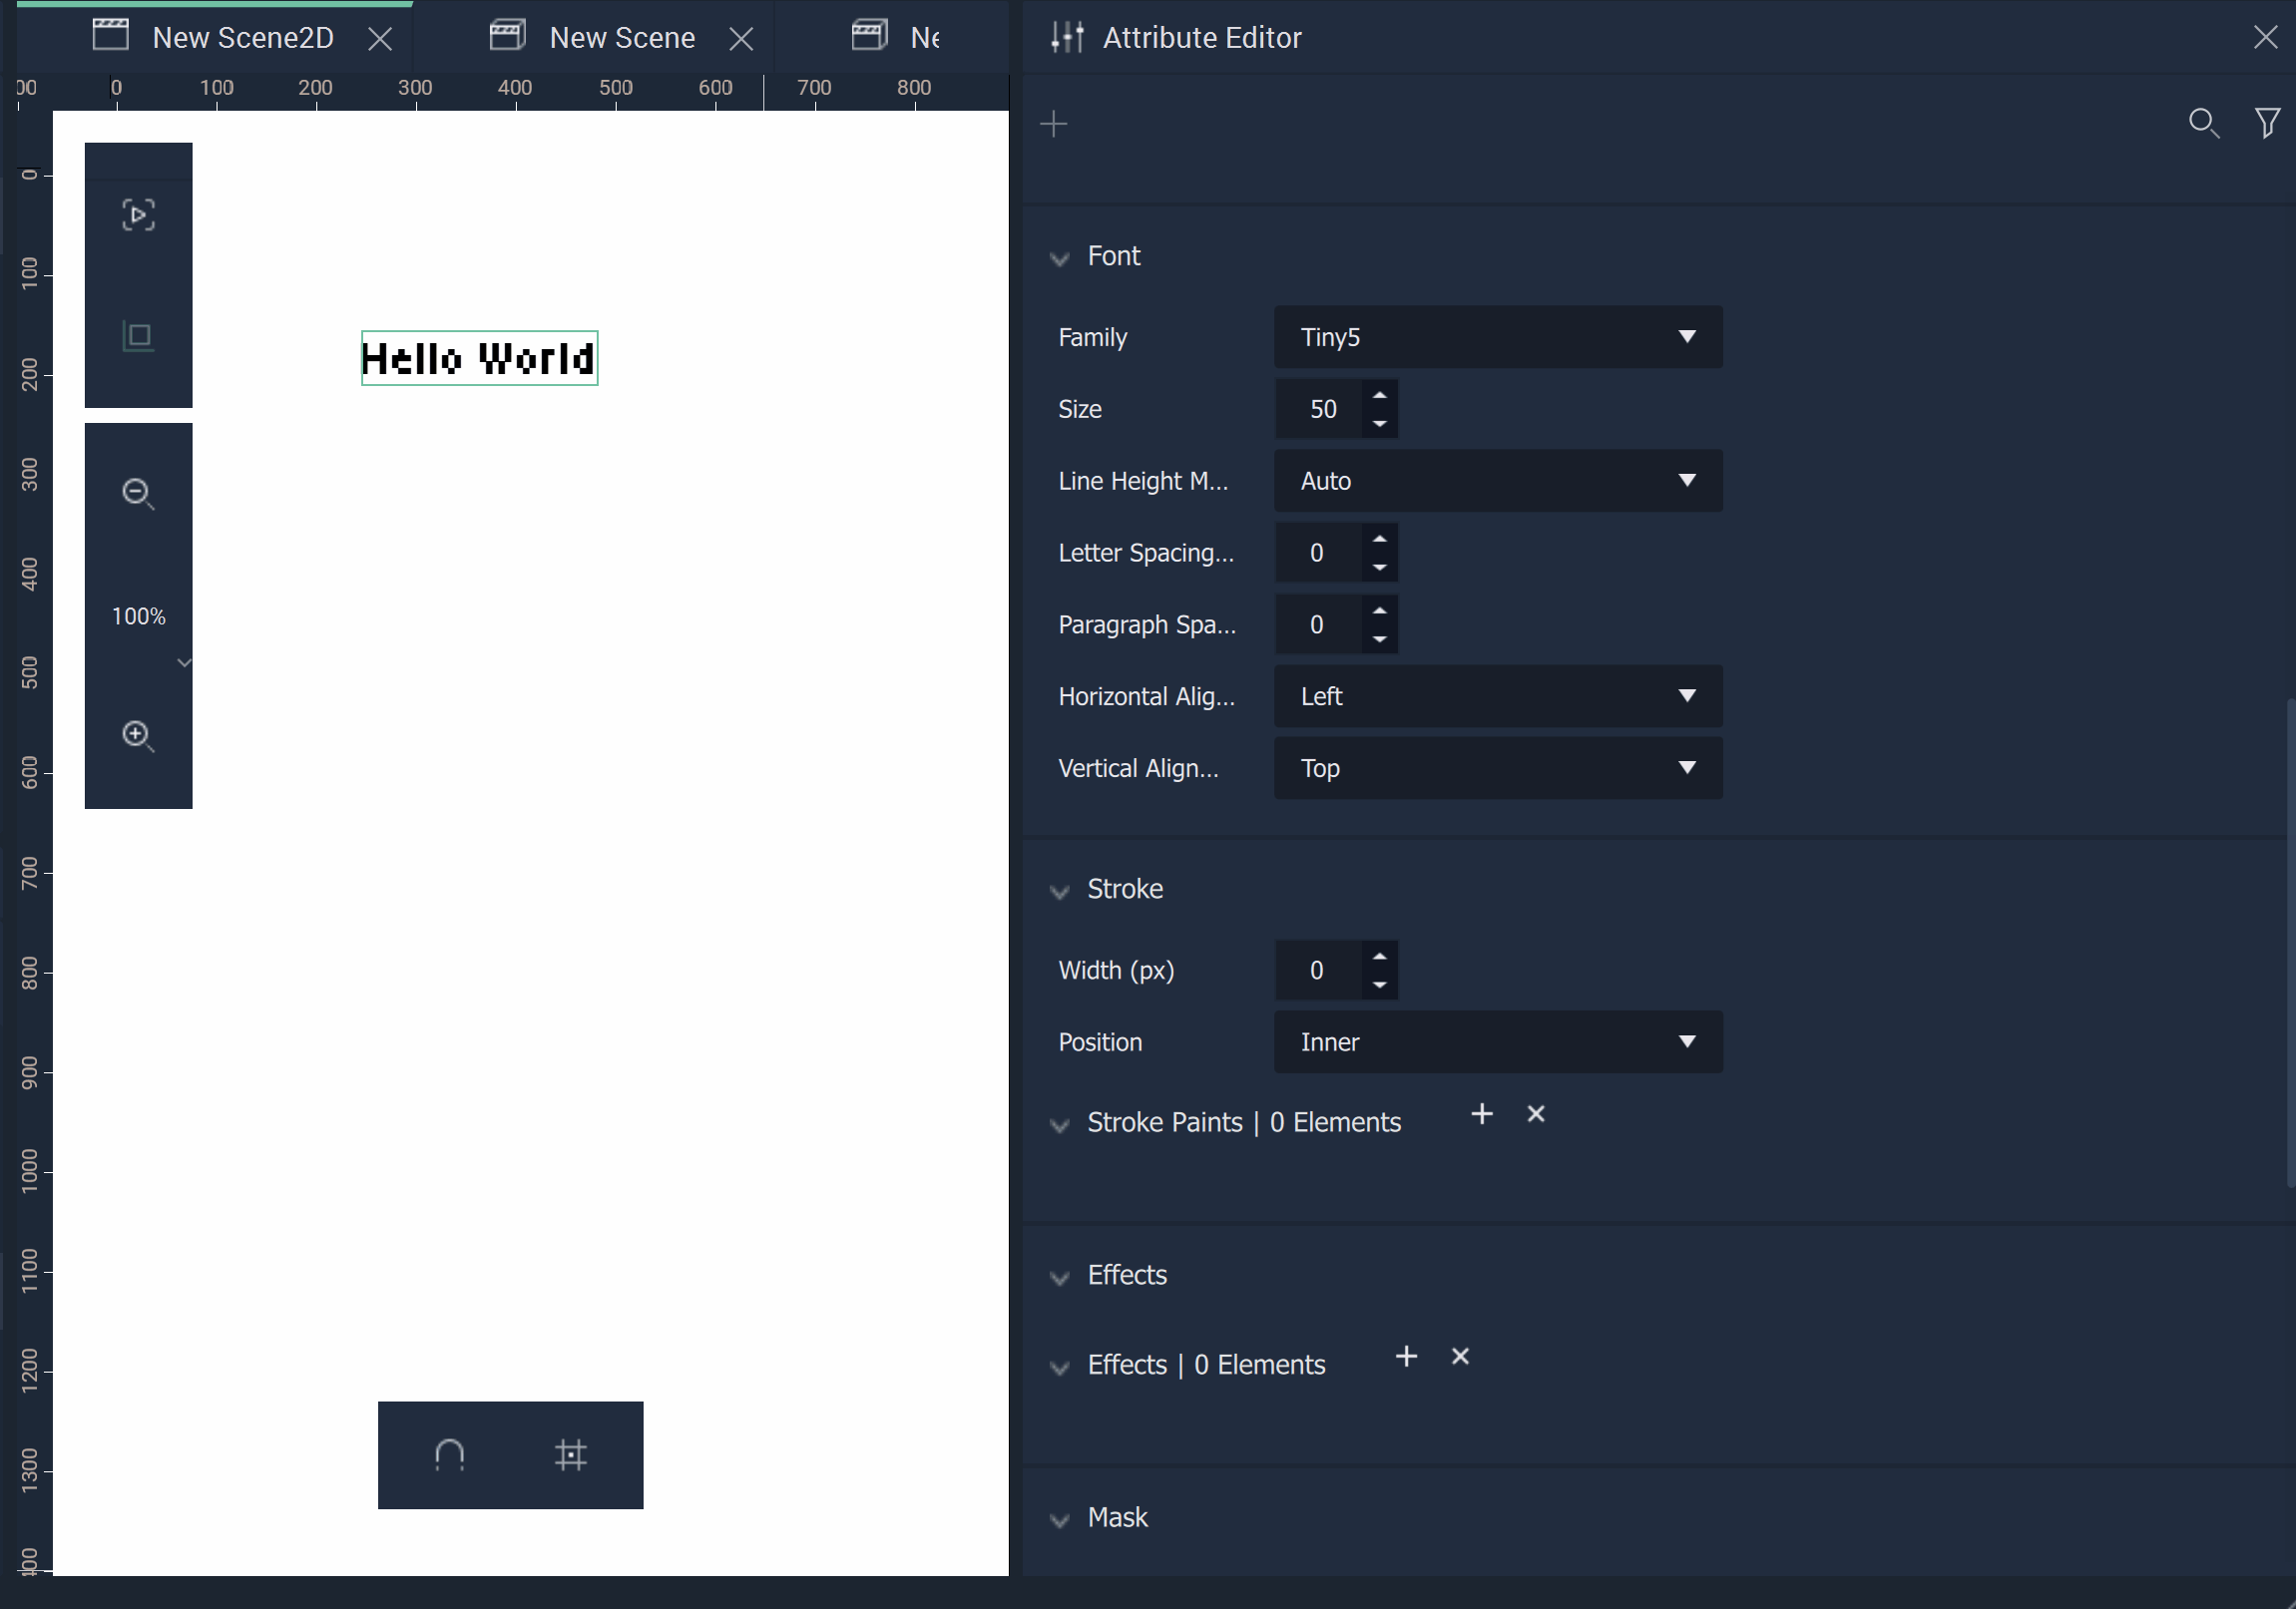 New Scene2D
New Scene
Ne
Attribute Editor
00 0 100 200 300 400 500 600 700 800
0
100
200
300
400
500
600
700
800
900
1000
1100
1200
1300
400
100%
Hello World
Font
Family Tiny5
Size 50
Line Height M... Auto
Letter Spacing... 0
Paragraph Spa... 0
Horizontal Alig... Left
Vertical Align... Top
Stroke
Width (px) 0
Position Inner
Stroke Paints | 0 Elements
Effects
Effects | 0 Elements
Mask